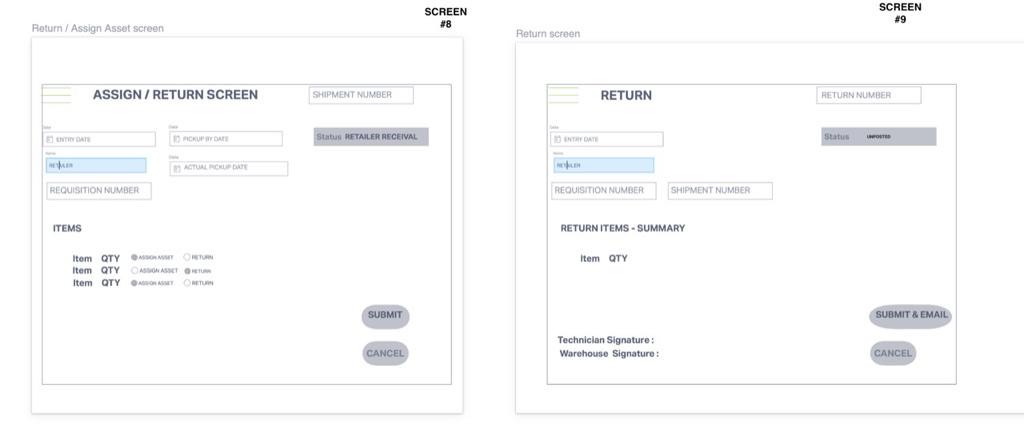 SCREEN
#8
Return / Assign Asset screen
ASSIGN / RETURN SCREEN
SHIPMENT NUMBER
Date
ENTRY DATE
Date
PICKUP BY DATE
Status RETAILER RECEIVAL
Name
RETAILER
Date
ACTUAL PICKUP DATE
REQUISITION NUMBER
ITEMS
Item QTY ASSIGN ASSET RETURN
Item QTY ASSIGN ASSET RETURN
Item QTY ASSIGN ASSET RETURN
SUBMIT
CANCEL
SCREEN
#9
Return screen
RETURN
RETURN NUMBER
Date
ENTRY DATE
Status UNPOSTED
Name
RETAILER
REQUISITION NUMBER
SHIPMENT NUMBER
RETURN ITEMS - SUMMARY
Item QTY
SUBMIT & EMAIL
Technician Signature :
Warehouse Signature :
CANCEL